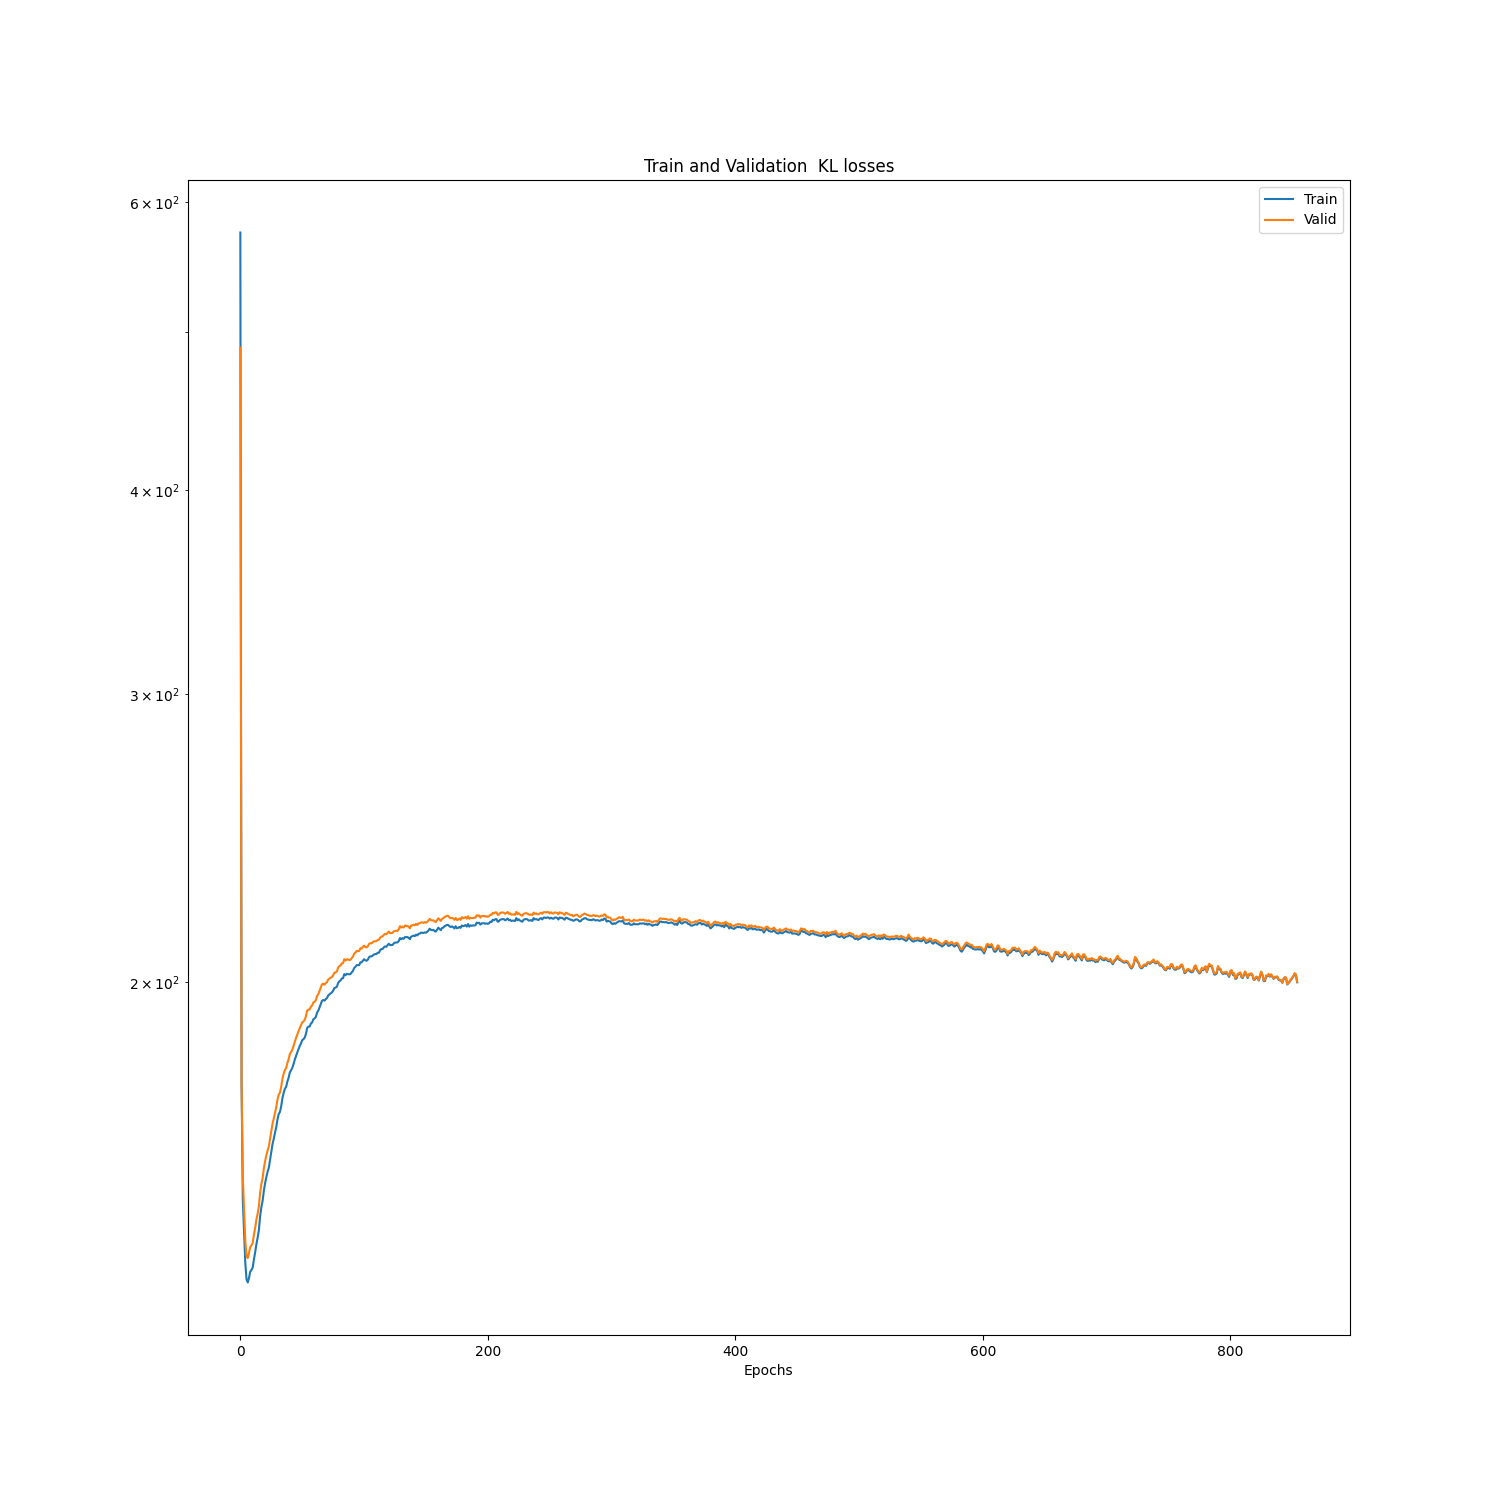 Train and Validation  KL losses
6 × 10²
4 × 10²
3 × 10²
2 × 10²
Train
Valid
0 200 400 600 800
Epochs